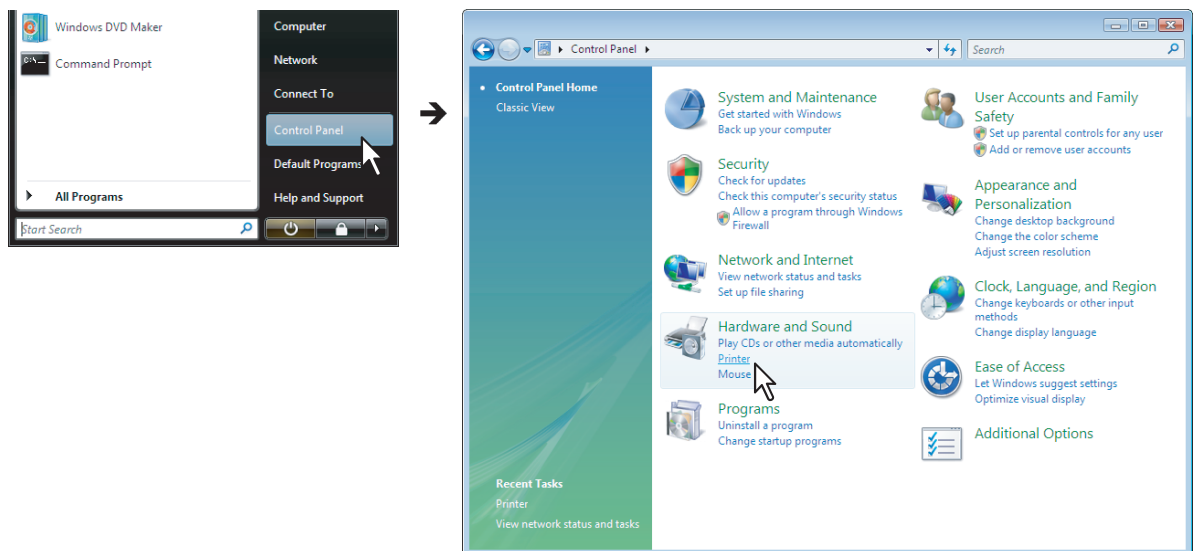 Windows DVD Maker
Command Prompt
All Programs
Start Search
Computer
Network
Connect To
Control Panel
Default Programs
Help and Support
Control Panel
Search
Control Panel Home
Classic View
Recent Tasks
Printer
View network status and tasks
System and Maintenance
Get started with Windows
Back up your computer
Security
Check for updates
Check this computer's security status
Allow a program through Windows
Firewall
Network and Internet
View network status and tasks
Set up file sharing
Hardware and Sound
Play CDs or other media automatically
Printer
Mouse
Programs
Uninstall a program
Change startup programs
User Accounts and Family
Safety
Set up parental controls for any user
Add or remove user accounts
Appearance and
Personalization
Change desktop background
Change the color scheme
Adjust screen resolution
Clock, Language, and Region
Change keyboards or other input
methods
Change display language
Ease of Access
Let Windows suggest settings
Optimize visual display
Additional Options